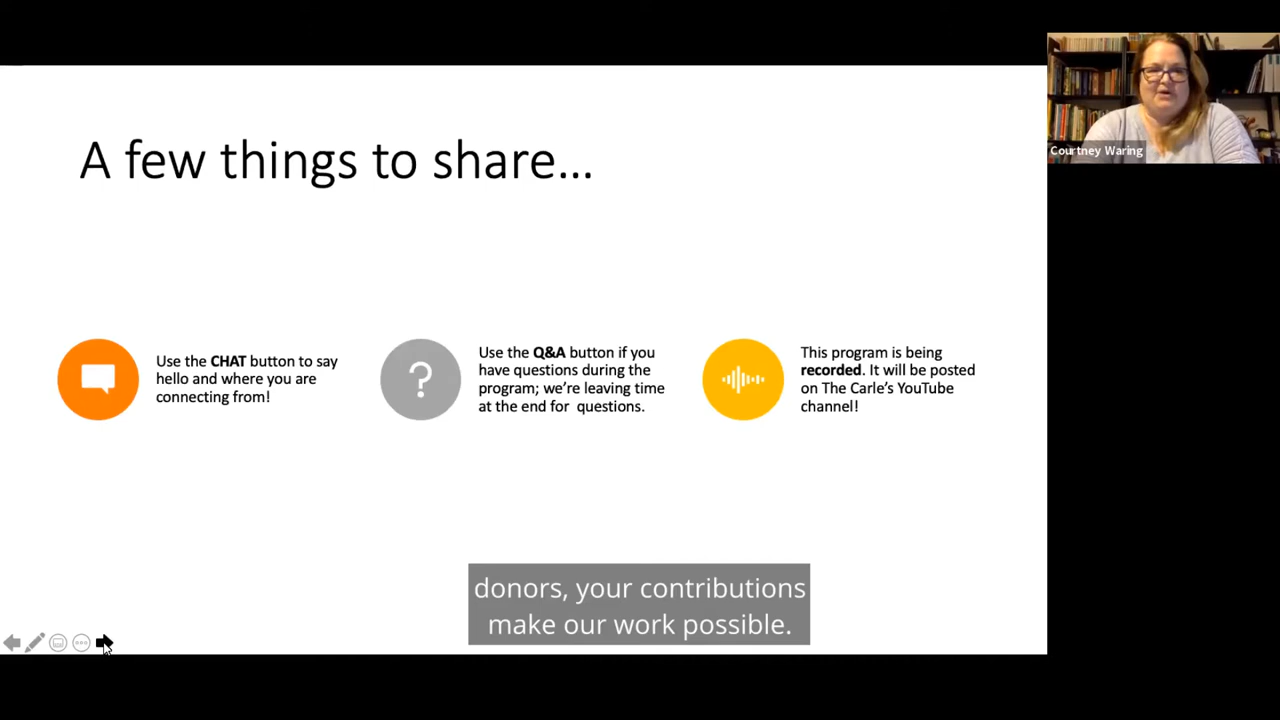 A few things to share...
Use the CHAT button to say
hello and where you are
connecting from!
Use the Q&A button if you
have questions during the
program; we’re leaving time
at the end for  questions.
This program is being
recorded. It will be posted
on The Carle’s YouTube
channel!
donors, your contributions
make our work possible.
Courtney Waring